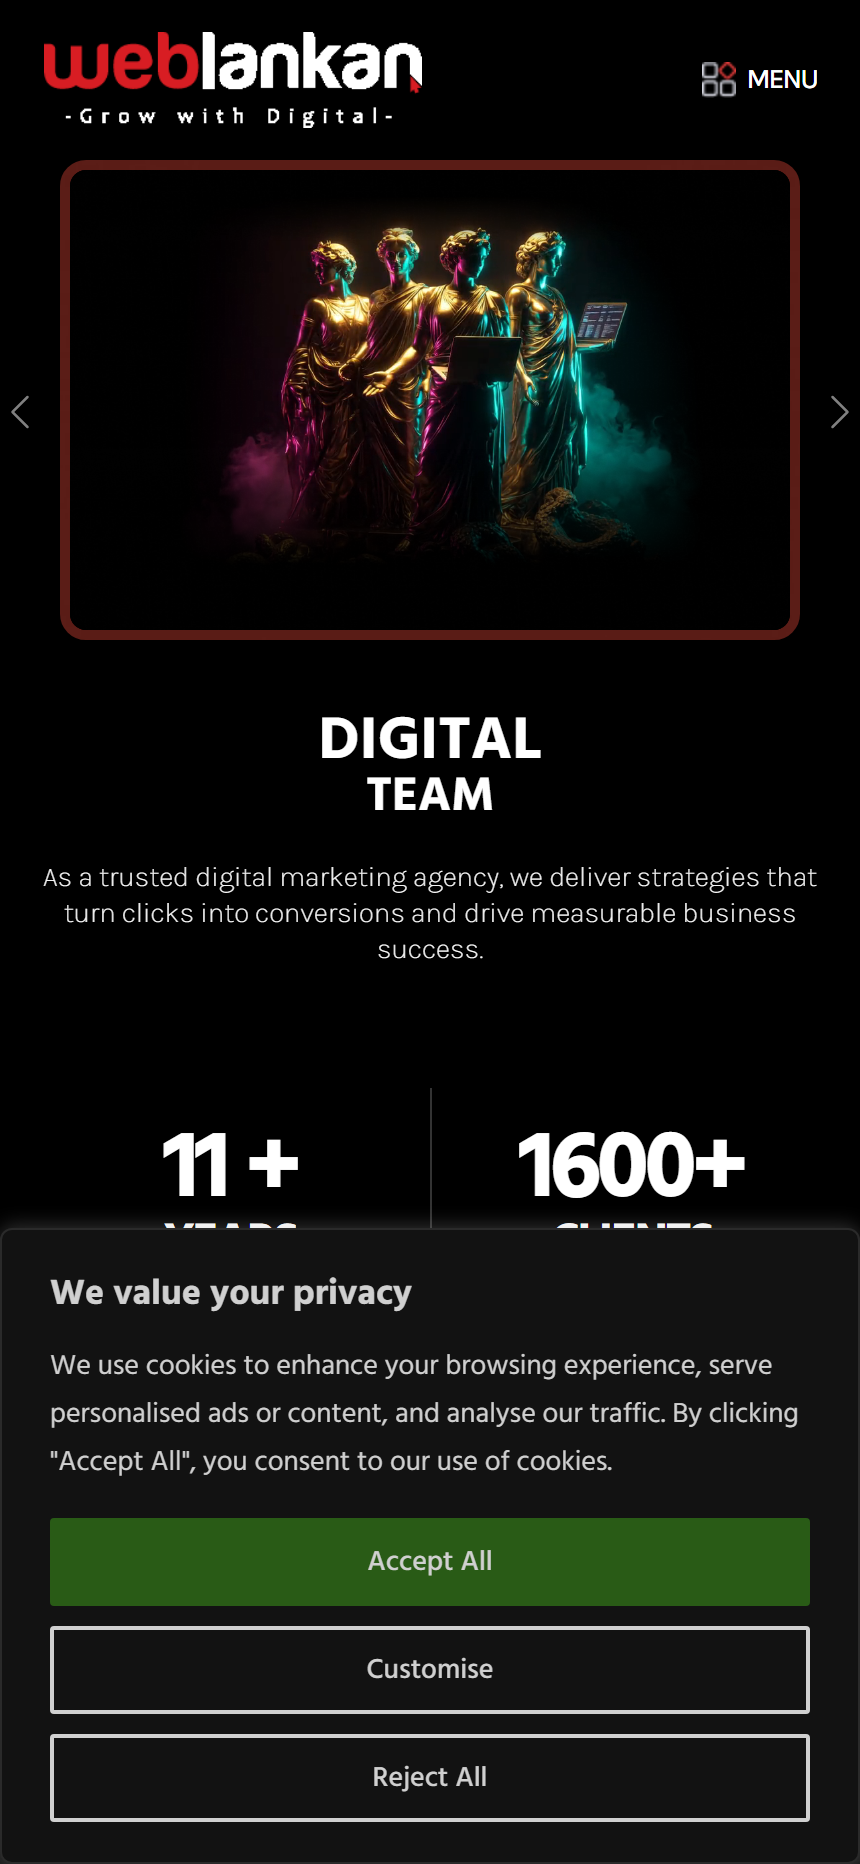 weblankan
-Grow with Digital-
MENU
DIGITAL
TEAM
As a trusted digital marketing agency, we deliver strategies that
turn clicks into conversions and drive measurable business
success.
11 +
1600+
YEARS
CLIENTS
We value your privacy
We use cookies to enhance your browsing experience, serve
personalised ads or content, and analyse our traffic. By clicking
"Accept All", you consent to our use of cookies.
Accept All
Customise
Reject All